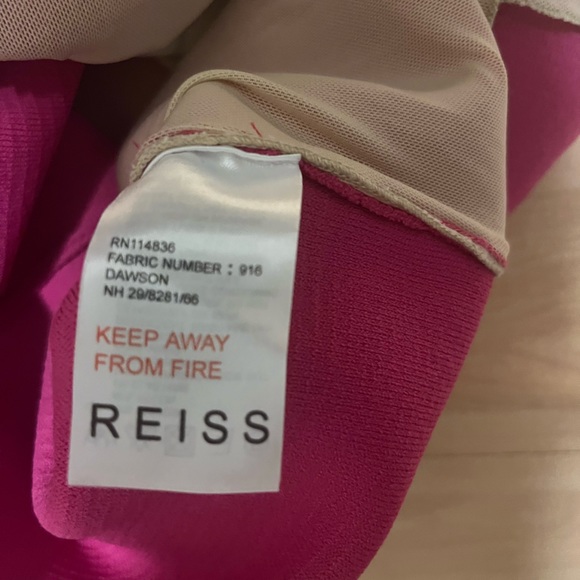 RN114836
FABRIC NUMBER : 916
DAWSON
NH 29/8281/66
KEEP AWAY
FROM FIRE
REISS